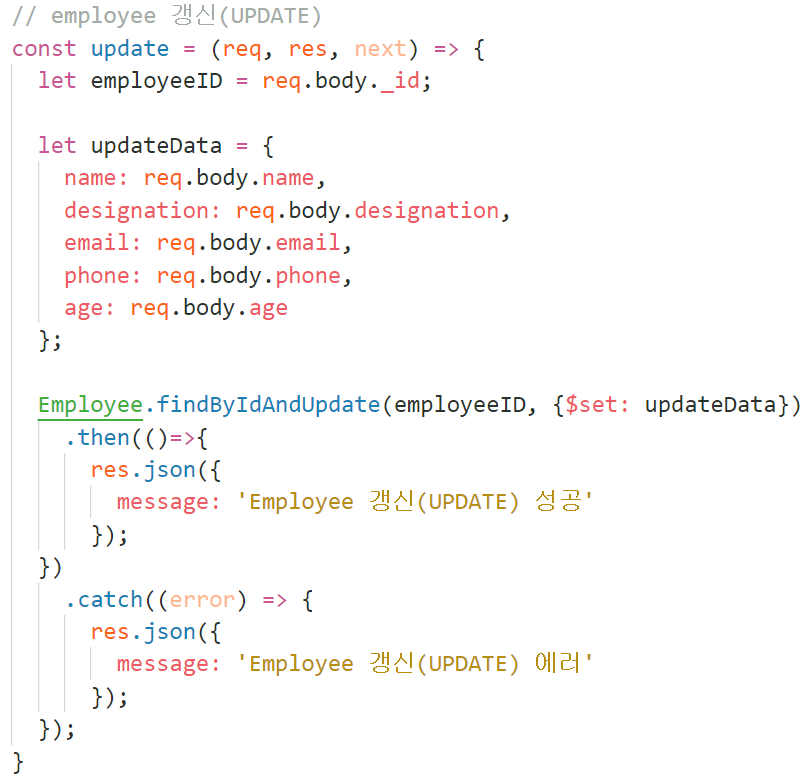 // employee 갱신(UPDATE)
const update = (req, res, next) => {
  let employeeID = req.body._id;

  let updateData = {
    name: req.body.name,
    designation: req.body.designation,
    email: req.body.email,
    phone: req.body.phone,
    age: req.body.age
  };

  Employee.findByIdAndUpdate(employeeID, {$set: updateData})
    .then(()=>{
      res.json({
        message: 'Employee 갱신(UPDATE) 성공'
      });
  })
    .catch((error) => {
      res.json({
        message: 'Employee 갱신(UPDATE) 에러'
      });
  });
}